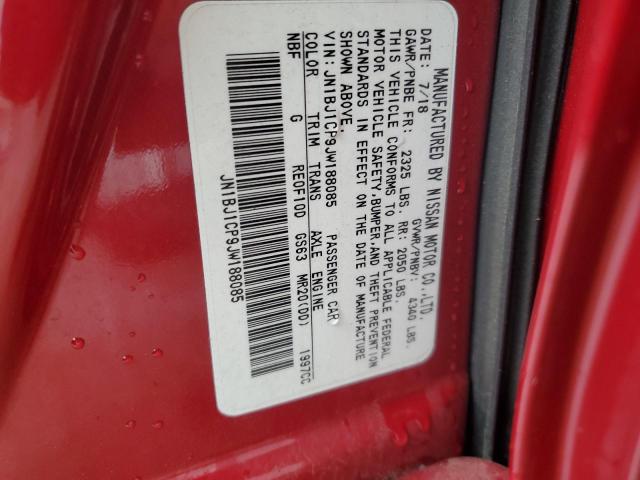 MANUFACTURED BY NISSAN MOTOR CO.,LTD.
DATE: 7/18 GVWR/PNBV: 4340 LBS.
GAWR/PNBE FR: 2325 LBS. RR: 2050 LBS.
THIS VEHICLE CONFORMS TO ALL APPLICABLE FEDERAL
MOTOR VEHICLE SAFETY,BUMPER,AND THEFT PREVENTION
STANDARDS IN EFFECT ON THE DATE OF MANUFACTURE
SHOWN ABOVE.
VIN: JN1BJ1CP9JW188085 PASSENGER CAR
COLOR TRIM TRANS AXLE ENGINE
NBF G RE0F10D GS63 MR20(DD) 1997CC
JN1BJ1CP9JW188085